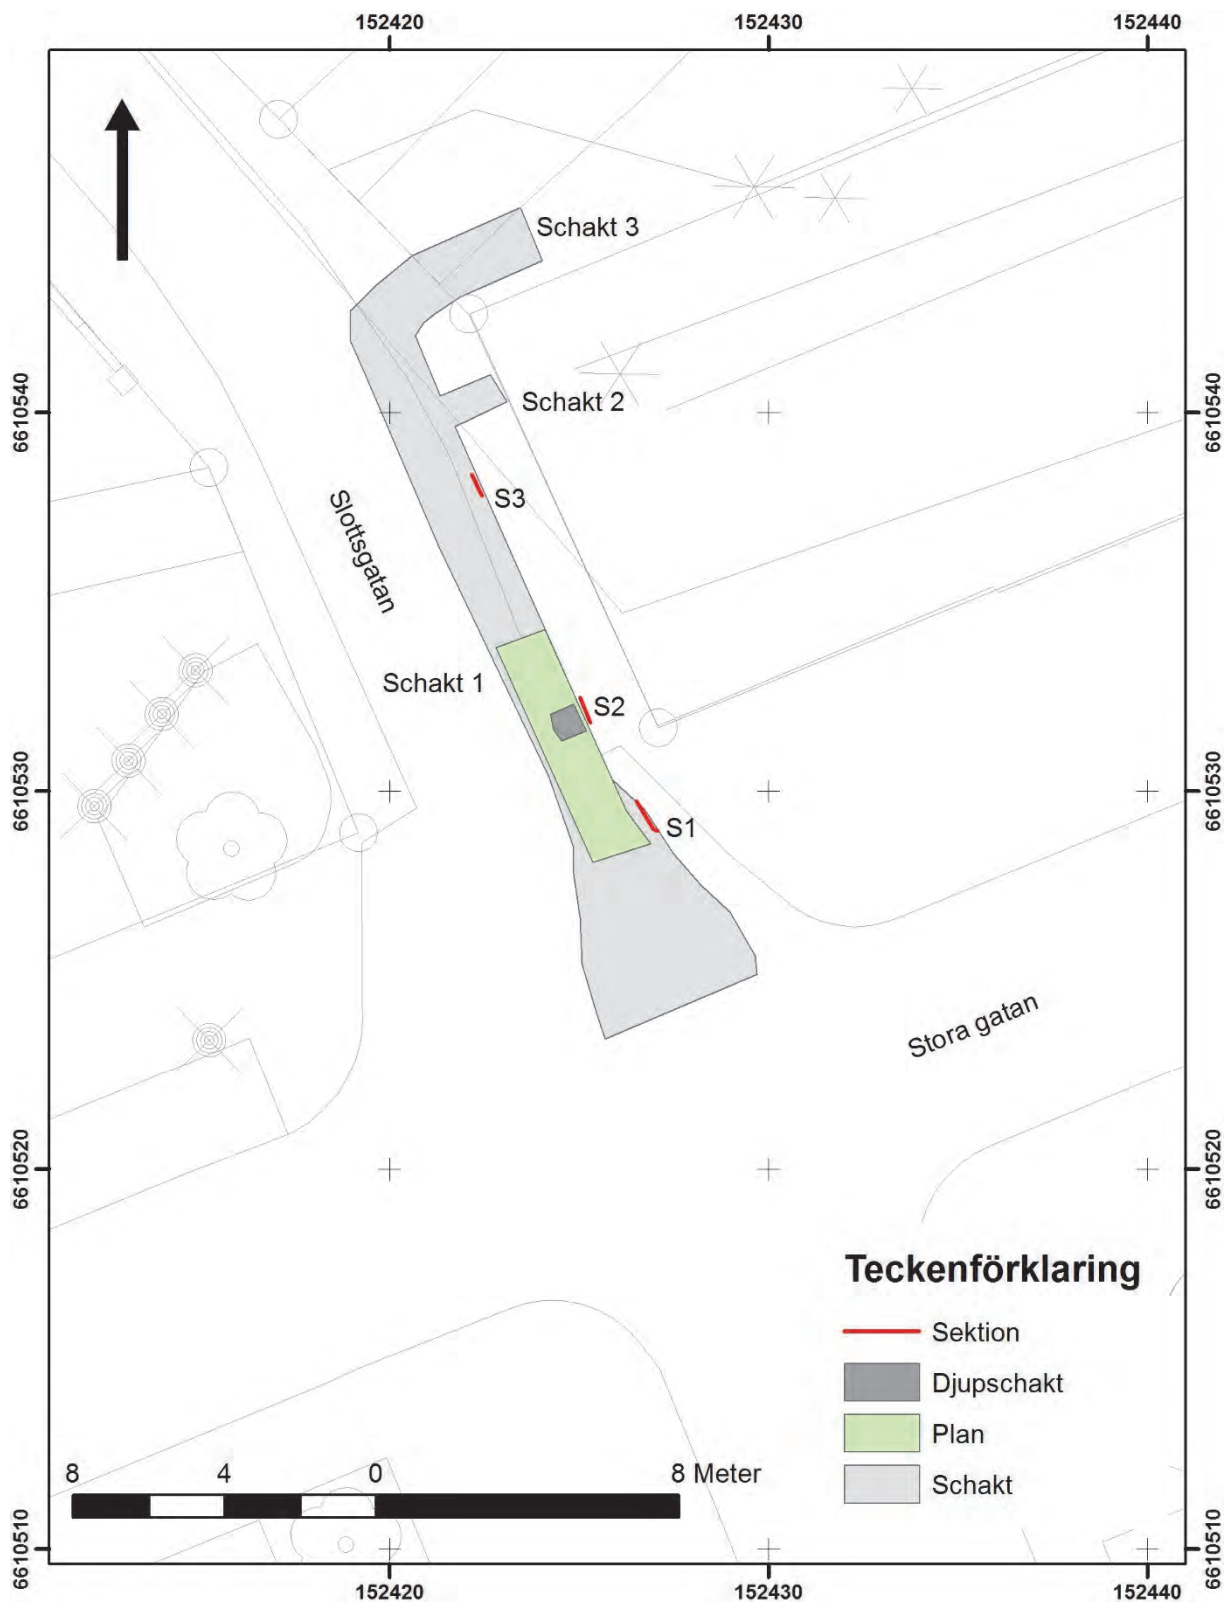 152420
152430
152440
Schakt 3
6610540
Schakt 2
6610540
S3
Slottsgatan
Schakt 1
S2
6610530
S1
6610530
Stora gatan
6610520
6610520
Teckenförklaring
Sektion
Djupschakt
Plan
Schakt
8 4 0 8 Meter
6610510
6610510
152420
152430
152440